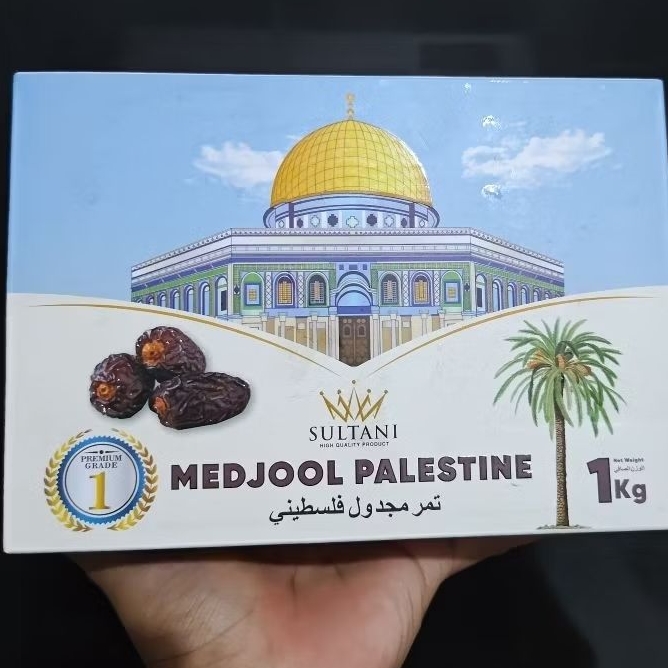 SULTANI
HIGH QUALITY PRODUCT
PREMIUM
GRADE
1
MEDJOOL PALESTINE
تمر مجدول فلسطيني
Net Weight
الوزن الصافي
1Kg